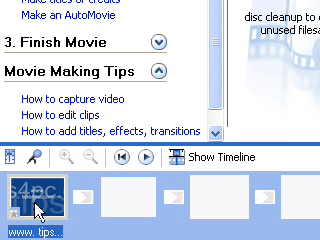 Make titles or credits
Make an AutoMovie
3. Finish Movie
Movie Making Tips
How to capture video
How to edit clips
How to add titles, effects, transitions
disc cleanup to
unused files
Show Timeline
www. tips...